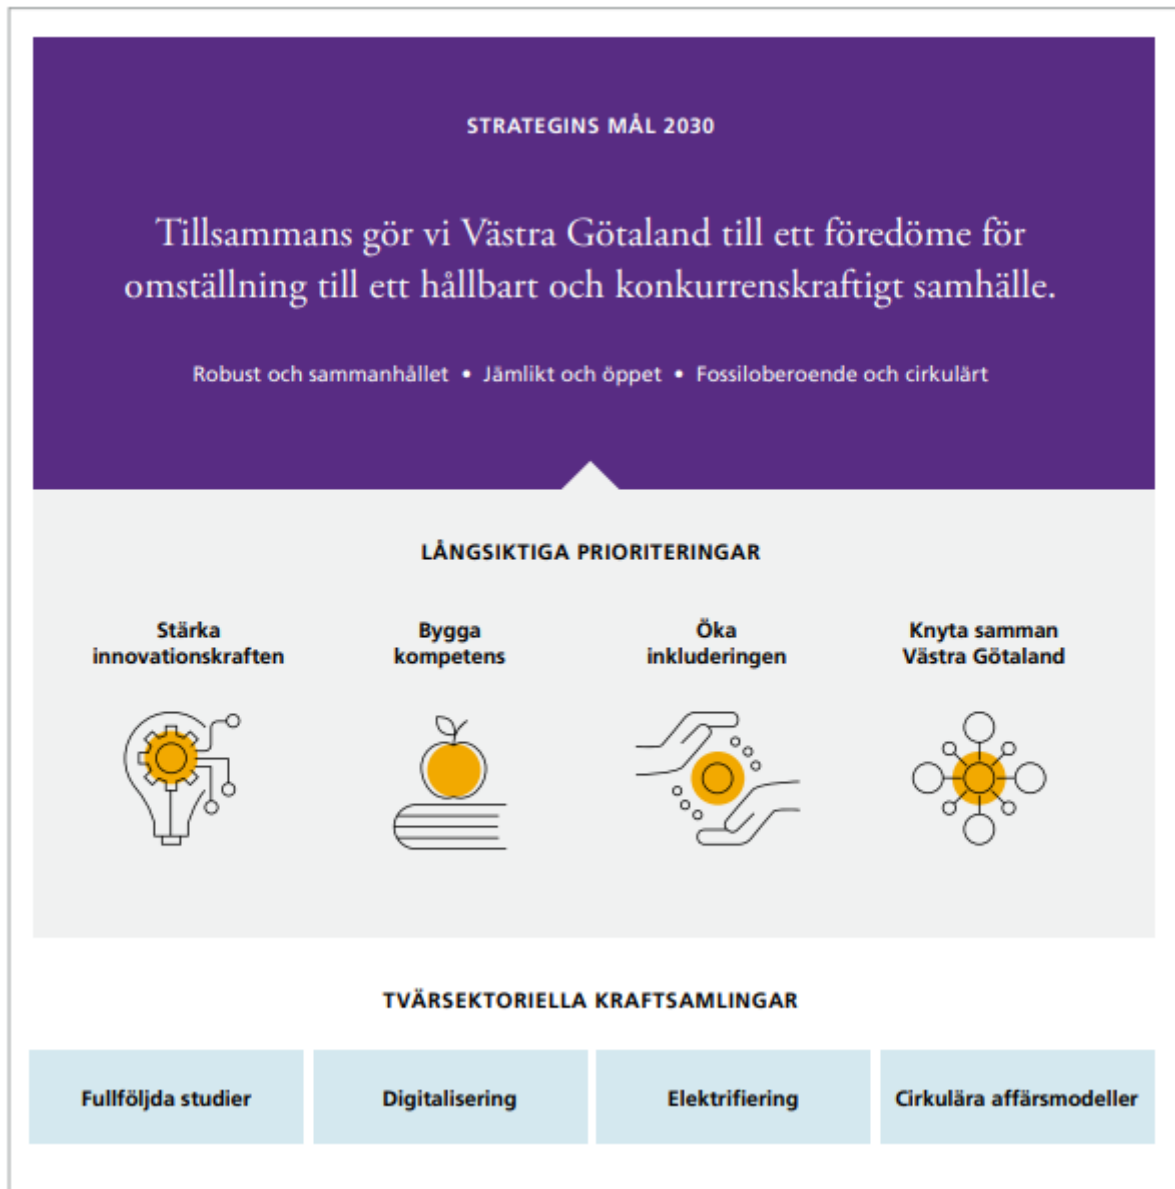 STRATEGINS MÅL 2030
Tillsammans gör vi Västra Götaland till ett föredöme för
omställning till ett hållbart och konkurrenskraftigt samhälle.
Robust och sammanhållet • Jämlikt och öppet • Fossiloberoende och cirkulärt
LÅNGSIKTIGA PRIORITERINGAR
Stärka
innovationskraften
Bygga
kompetens
Öka
inkluderingen
Knyta samman
Västra Götaland
TVÄRSEKTORIELLA KRAFTSAMLINGAR
Fullföljda studier
Digitalisering
Elektrifiering
Cirkulära affärsmodeller